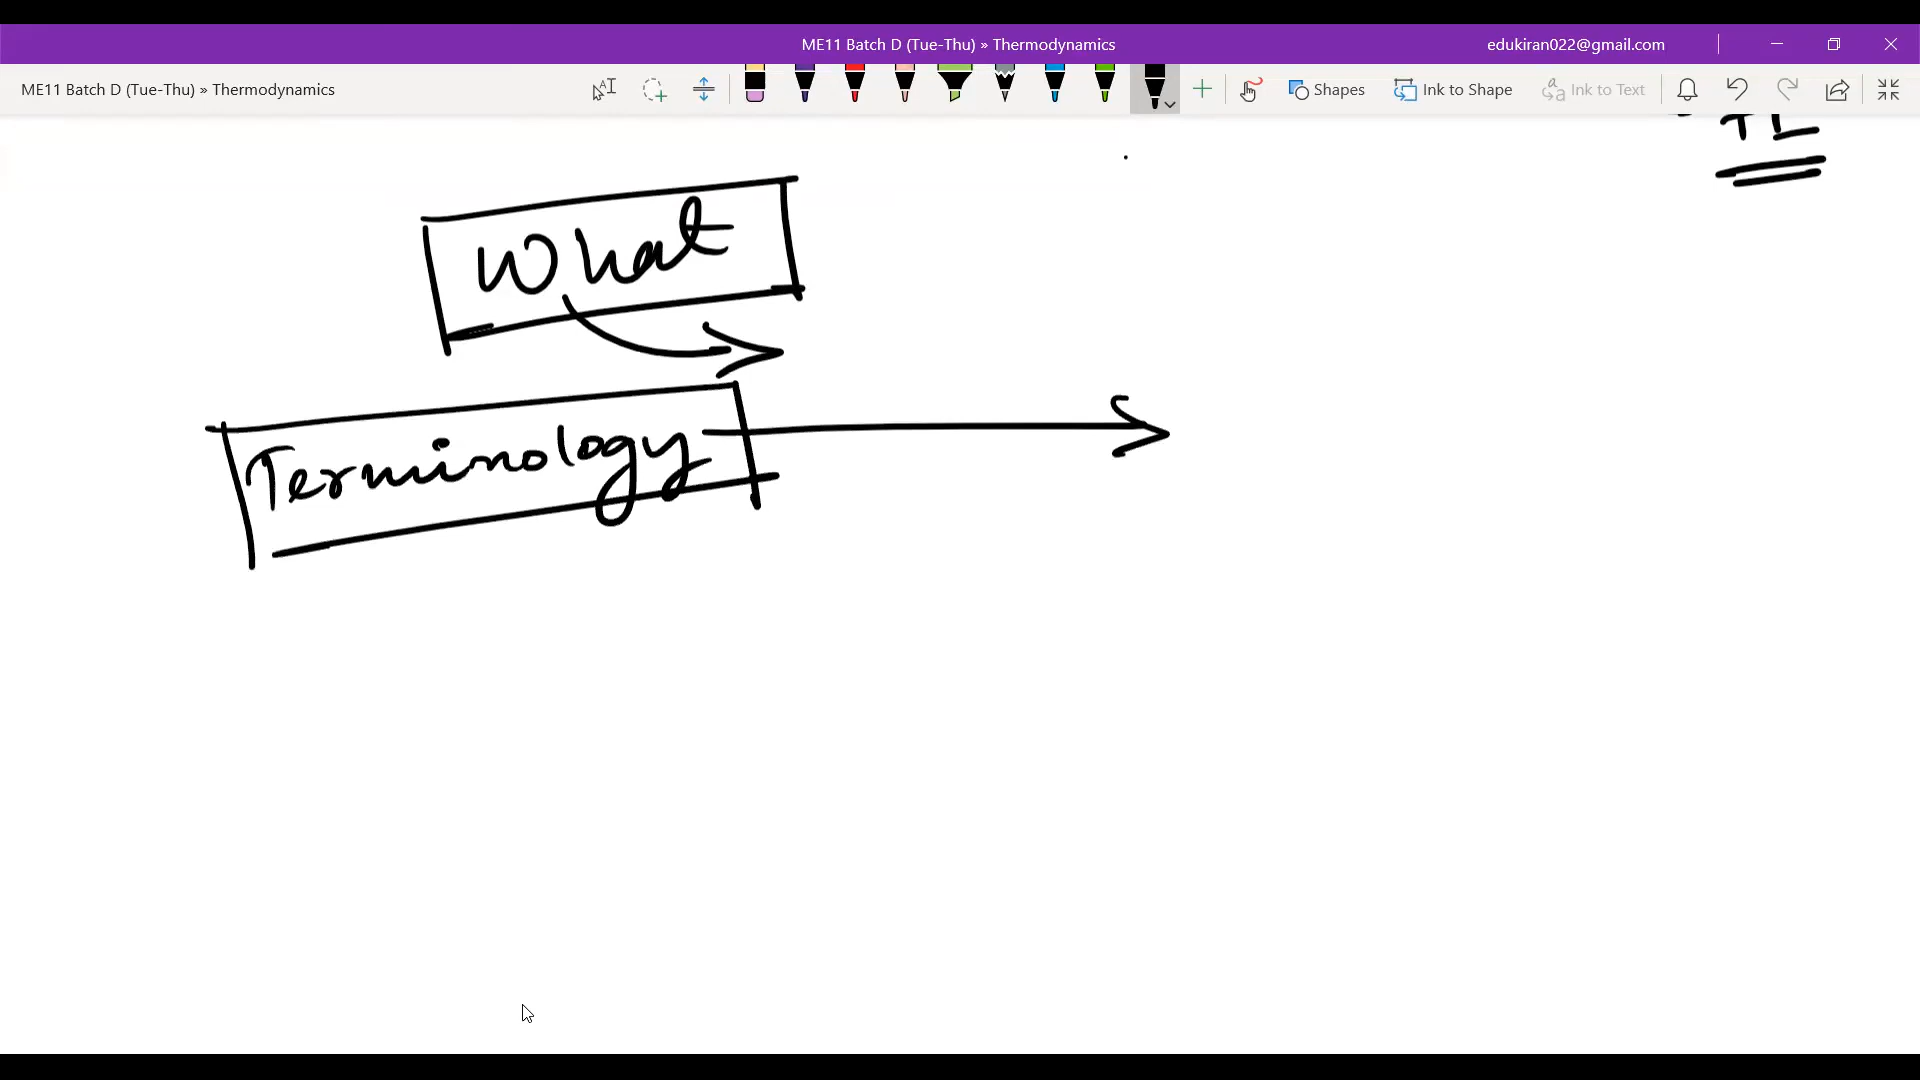 ME11 Batch D (Tue-Thu) » Thermodynamics
edukiran022@gmail.com
ME11 Batch D (Tue-Thu) » Thermodynamics
Shapes
Ink to Shape
Ink to Text
What
Terminology